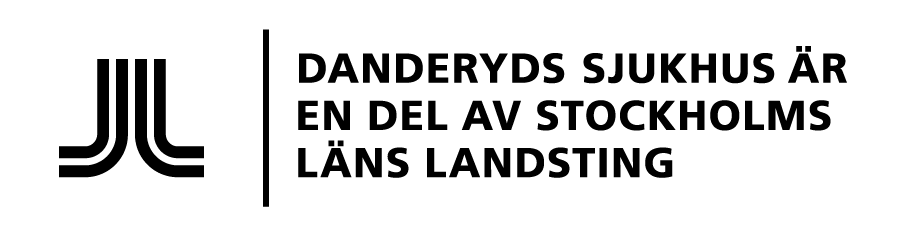 DANDERYDS SJUKHUS ÄR
EN DEL AV STOCKHOLMS
LÄNS LANDSTING